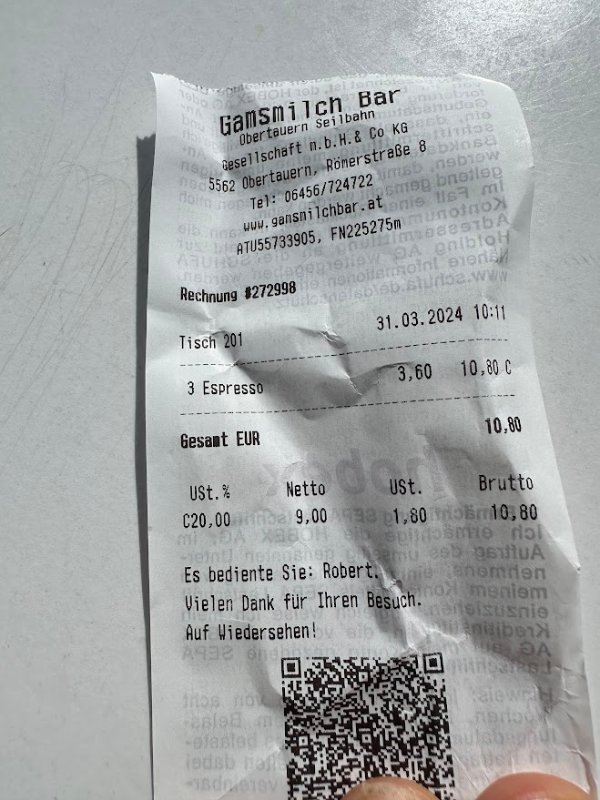 Gamsmilch Bar
Obertauern Seilbahn
Gesellschaft m.b.H.& Co KG
5562 Obertauern, Römerstraße 8
Tel: 06456/724722
www.gamsmilchbar.at
ATU55733905, FN225275m
Rechnung #272998
Tisch 201 31.03.2024 10:11
3 Espresso 3,60 10,80 C
Gesamt EUR 10,80
USt.% Netto USt. Brutto
C20,00 9,00 1,80 10,80
Es bediente Sie: Robert.
Vielen Dank für Ihren Besuch.
Auf Wiedersehen!